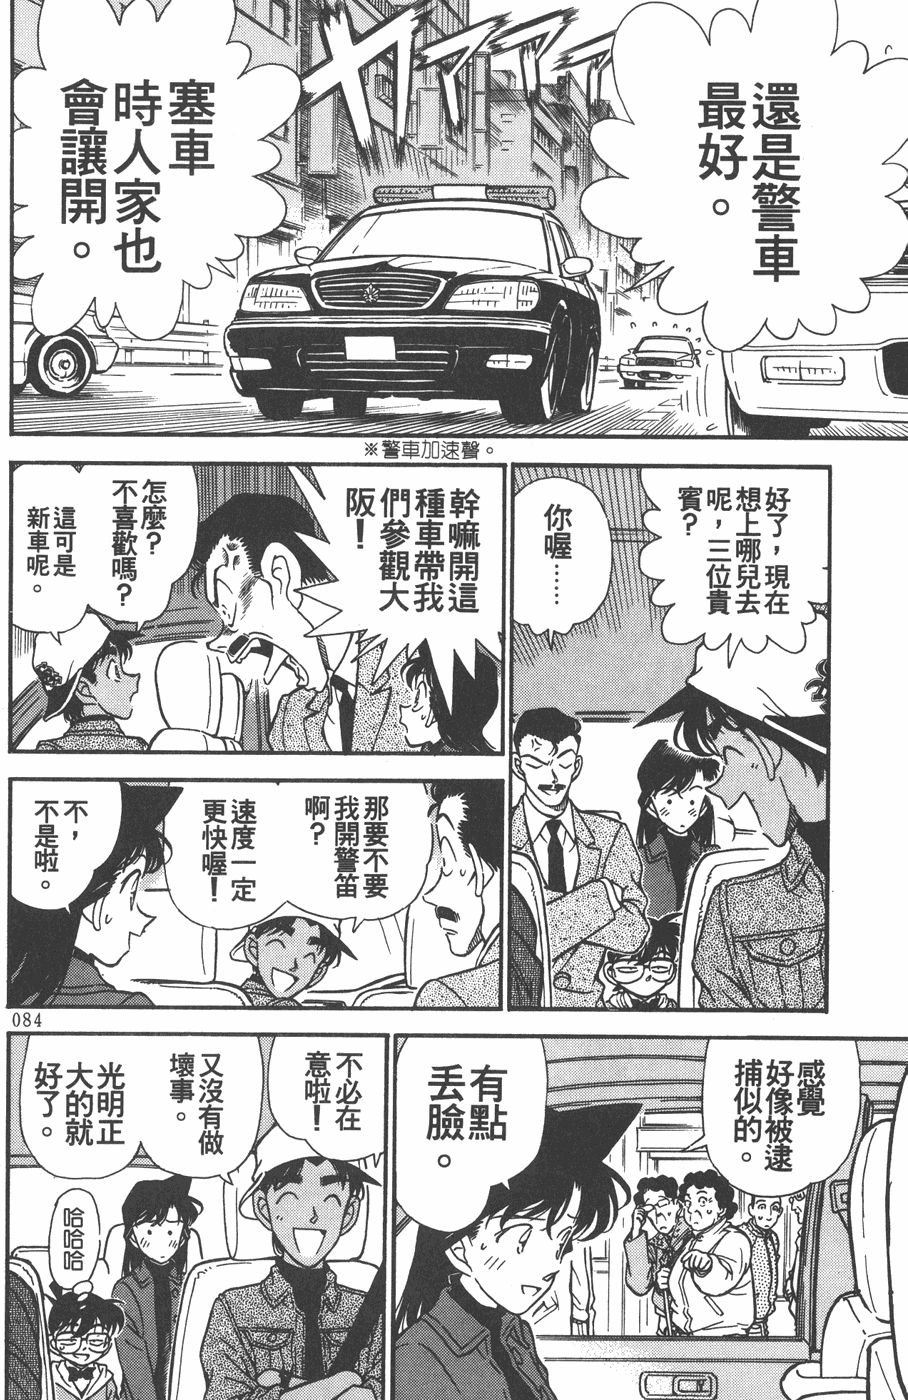 還是警車
最好。
塞車
時人家也
會讓開。
※警車加速聲。
好了，現在
想上哪兒去
呢，三位貴
賓？
你喔……
幹嘛開這
種車帶我
們參觀大
阪！
怎麼？
不喜歡嗎？
這可是
新車呢。
那要不要
我開警笛
啊？
速度一定
更快喔！
不，
不是啦。
084
感覺
好像被逮
捕似的
有點
丟臉。
不必在
意啦！
又沒有做
壞事。
光明正
大的就
好了。
哈哈哈